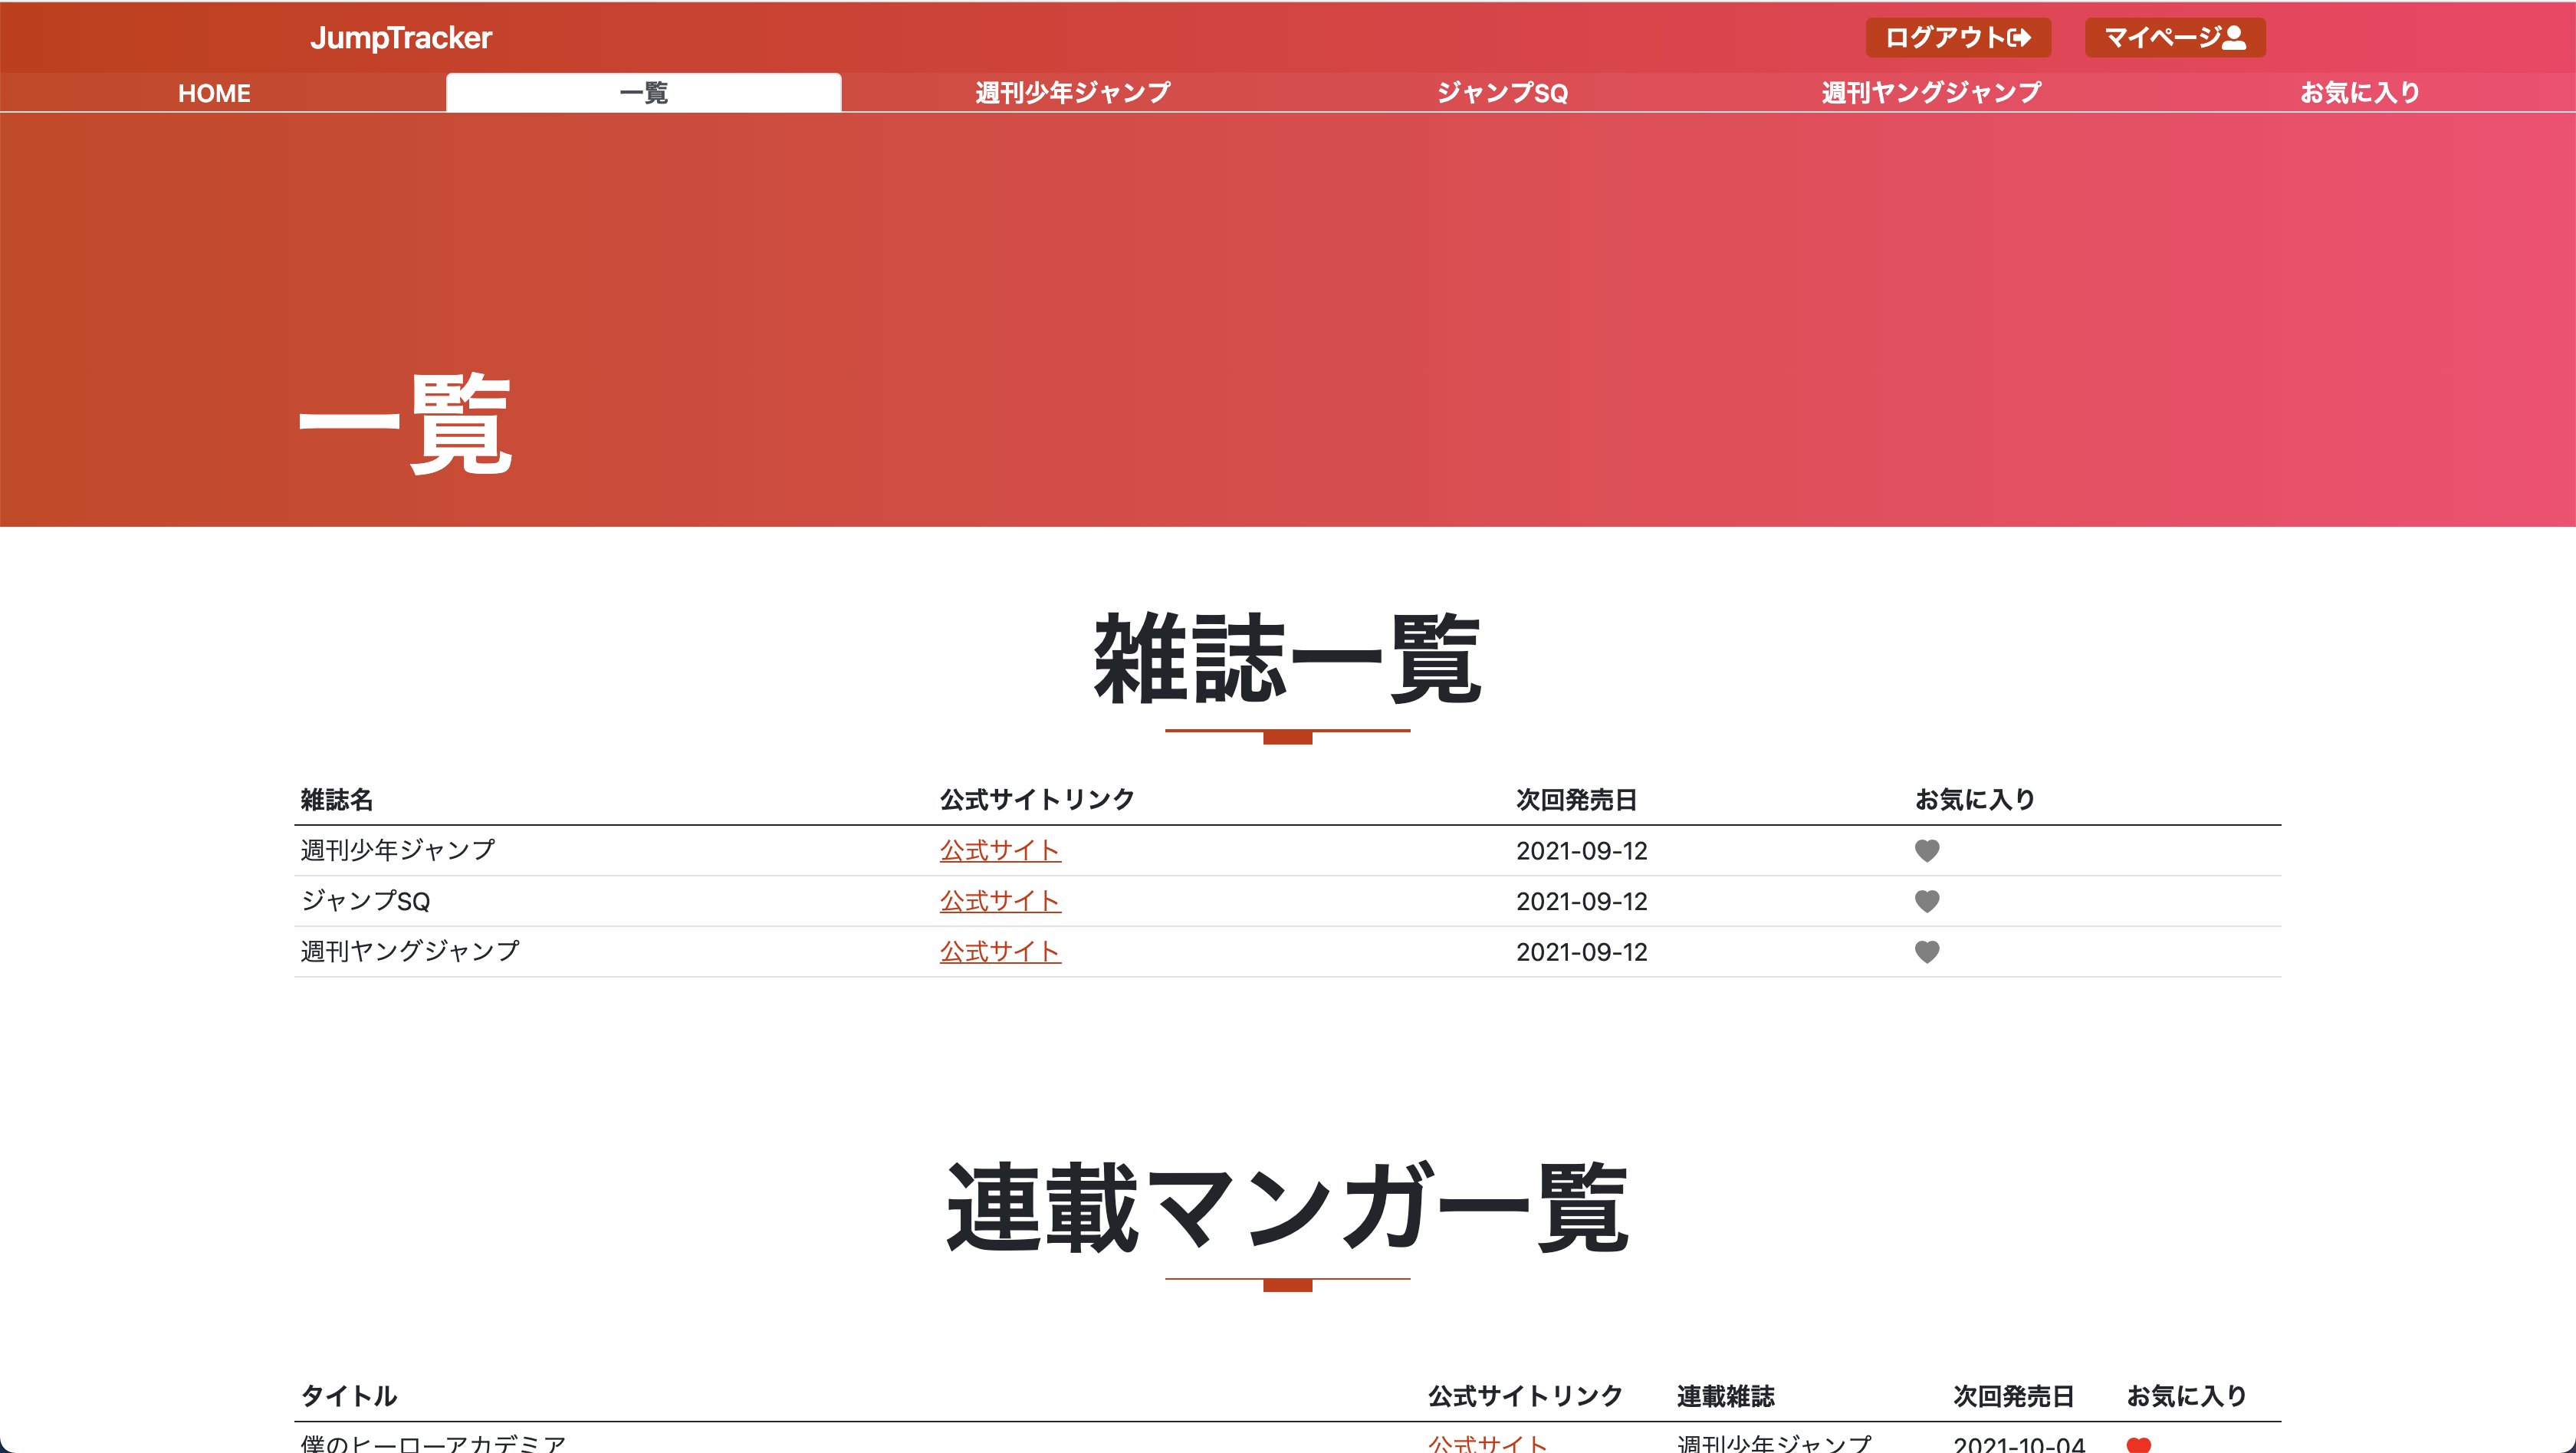 JumpTracker ログアウト マイページ
HOME 一覧 週刊少年ジャンプ ジャンプSQ 週刊ヤングジャンプ お気に入り
一覧
雑誌一覧
雑誌名 公式サイトリンク 次回発売日 お気に入り
週刊少年ジャンプ 公式サイト 2021-09-12
ジャンプSQ 公式サイト 2021-09-12
週刊ヤングジャンプ 公式サイト 2021-09-12
連載マンガ一覧
タイトル 公式サイトリンク 連載雑誌 次回発売日 お気に入り
僕のヒーローアカデミア 公式サイト 週刊少年ジャンプ 2021-10-04